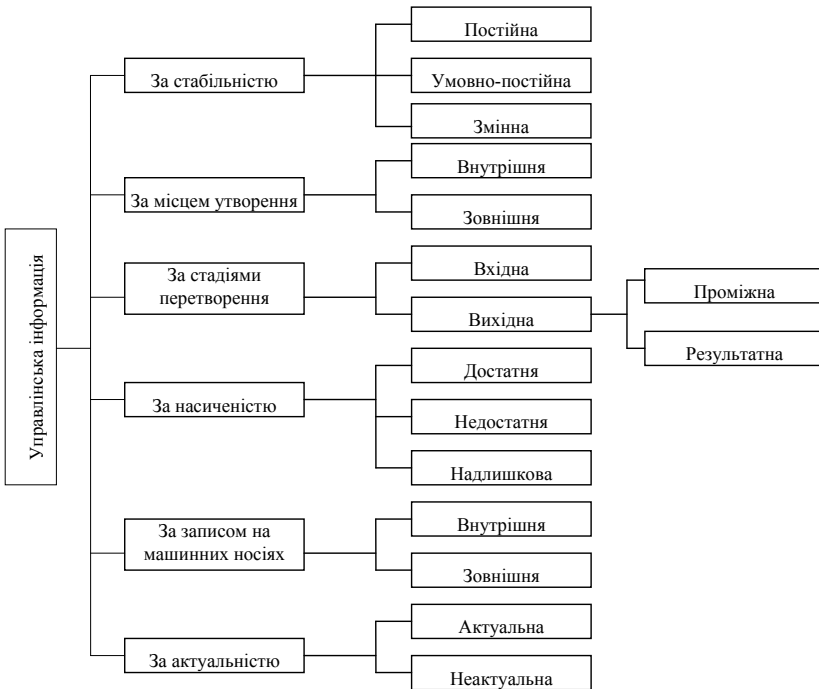 Управлінська інформація
За стабільністю
Постійна
Умовно-постійна
Змінна
За місцем утворення
Внутрішня
Зовнішня
За стадіями
перетворення
Вхідна
Вихідна
Проміжна
Результатна
За насиченістю
Достатня
Недостатня
Надлишкова
За записом на
машинних носіях
Внутрішня
Зовнішня
За актуальністю
Актуальна
Неактуальна